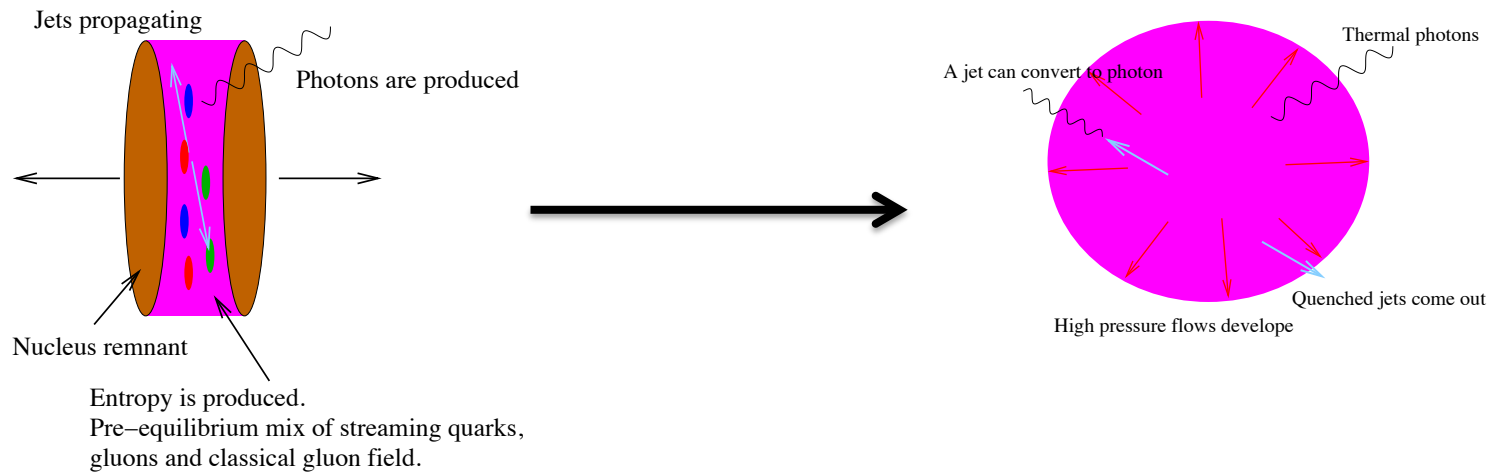 Jets propagating
Photons are produced
Nucleus remnant
Entropy is produced.
Pre−equilibrium mix of streaming quarks,
gluons and classical gluon field.
Thermal photons
A jet can convert to photon
Quenched jets come out
High pressure flows develope